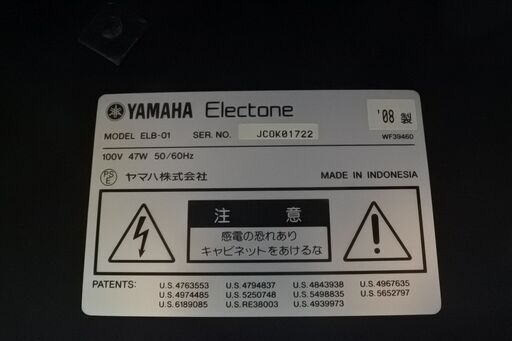 YAMAHA Electone
'08 製
MODEL ELB-01 SER. NO. JCOK01722
WF39460
100V 47W 50/60Hz
PS E ヤマハ株式会社
MADE IN INDONESIA
注 意
感電の恐れあり
キャビネットをあけるな
PATENTS: U.S.4763553 U.S.4794837 U.S.4843938 U.S.4967635
U.S.4974485 U.S.5250748 U.S.5498835 U.S.5652797
U.S.6189085 U.S.RE38003 U.S.4939973